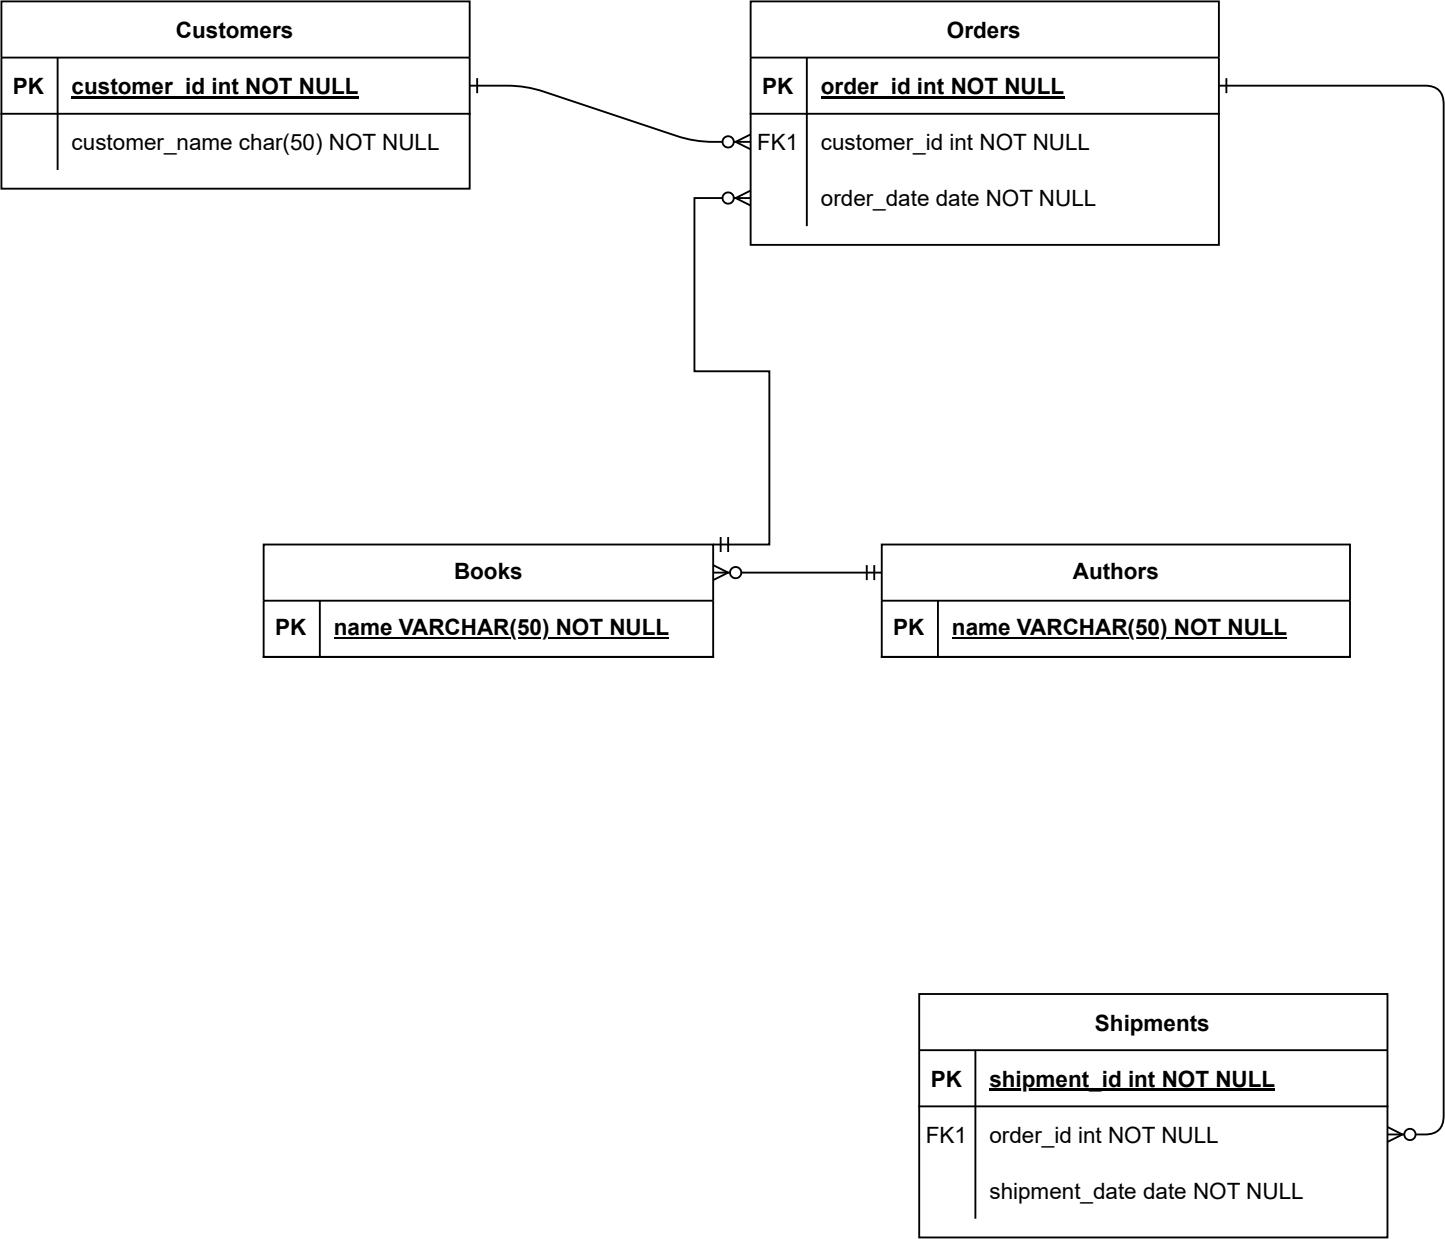 Customers
PK customer_id int NOT NULL
customer_name char(50) NOT NULL
Orders
PK order_id int NOT NULL
FK1 customer_id int NOT NULL
order_date date NOT NULL
Books
PK name VARCHAR(50) NOT NULL
Authors
PK name VARCHAR(50) NOT NULL
Shipments
PK shipment_id int NOT NULL
FK1 order_id int NOT NULL
shipment_date date NOT NULL